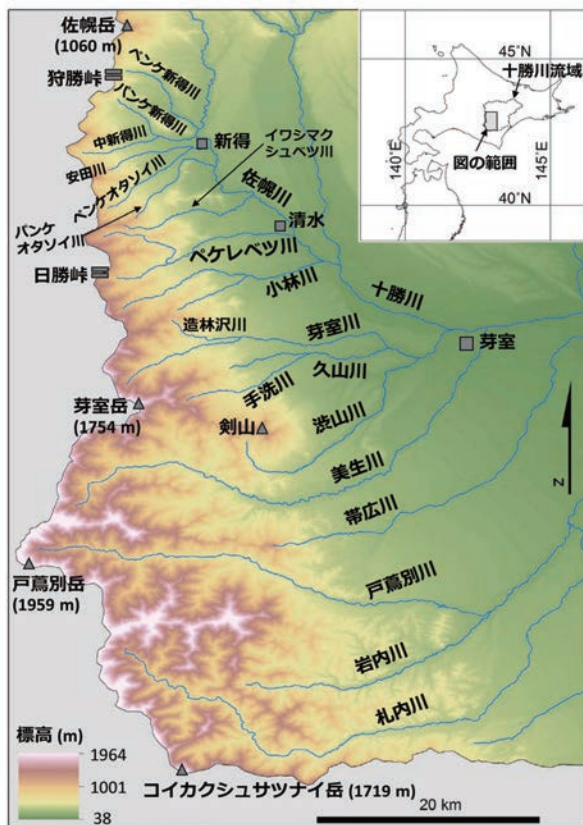 佐幌岳
(1060 m)
狩勝峠
ペンケ新得川
パンケ新得川
中新得川
新得
イワシマク
シュベツ川
安田川
ペンケオタソイ川
佐幌川
パンケ
オタソイ川
清水
ペケレベツ川
日勝峠
小林川
十勝川
造林沢川
芽室川
芽室
久山川
手洗川
芽室岳
(1754 m)
剣山
渋山川
美生川
帯広川
戸蔦別岳
(1959 m)
戸蔦別川
岩内川
札内川
コイカクシュサツナイ岳 (1719 m)
標高 (m)
1964
1001
38
20 km
N
45°N
十勝川流域
140°E
145°E
図の範囲
40°N